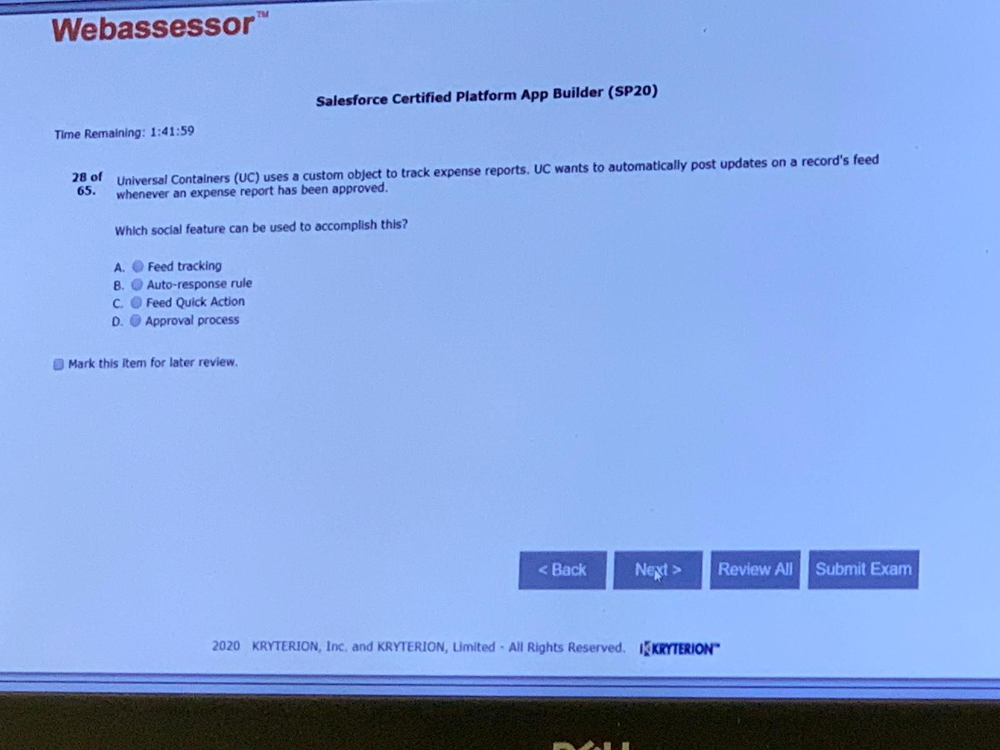 Webassessor™
Salesforce Certified Platform App Builder (SP20)
Time Remaining: 1:41:59
28 of 65. Universal Containers (UC) uses a custom object to track expense reports. UC wants to automatically post updates on a record's feed
whenever an expense report has been approved.
Which social feature can be used to accomplish this?
A. Feed tracking
B. Auto-response rule
C. Feed Quick Action
D. Approval process
Mark this item for later review.
< Back Next > Review All Submit Exam
2020 KRYTERION, Inc. and KRYTERION, Limited - All Rights Reserved. KRYTERION™
DELL